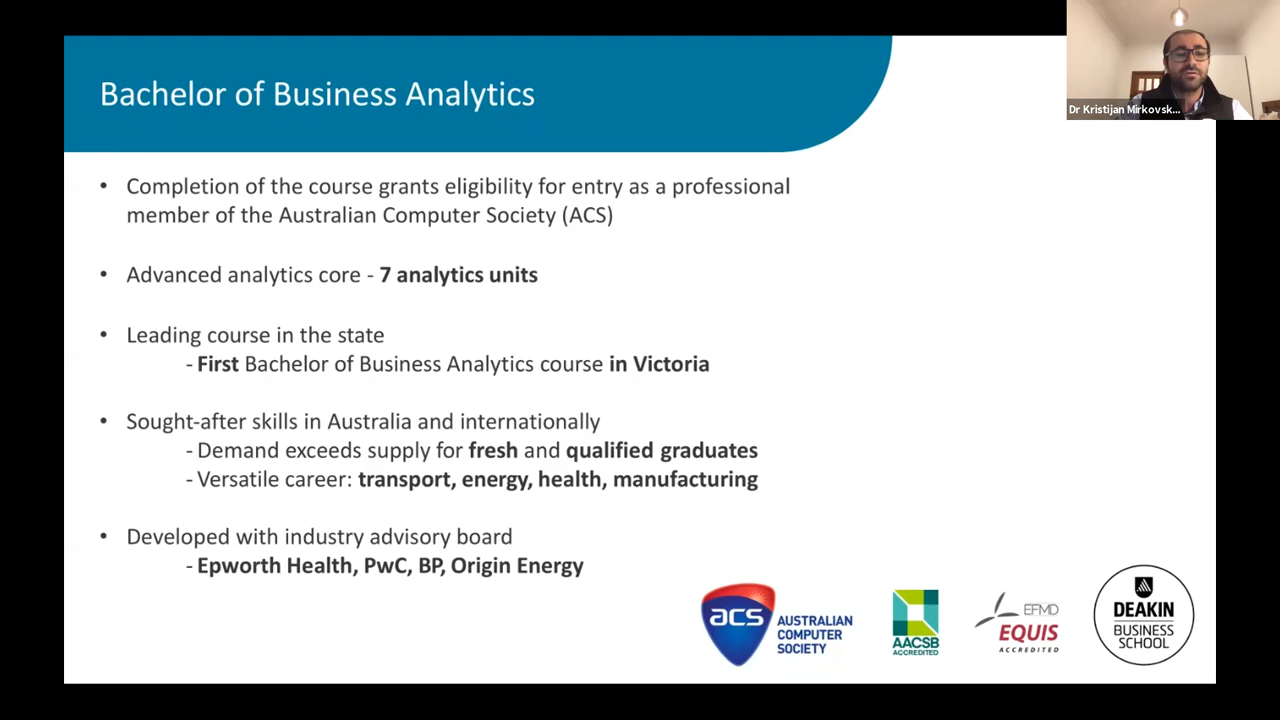 Bachelor of Business Analytics
Dr Kristijan Mirkovsk...
• Completion of the course grants eligibility for entry as a professional
member of the Australian Computer Society (ACS)
• Advanced analytics core - 7 analytics units
• Leading course in the state
- First Bachelor of Business Analytics course in Victoria
• Sought-after skills in Australia and internationally
- Demand exceeds supply for fresh and qualified graduates
- Versatile career: transport, energy, health, manufacturing
• Developed with industry advisory board
- Epworth Health, PwC, BP, Origin Energy
acs
AUSTRALIAN
COMPUTER
SOCIETY
AACSB
ACCREDITED
EFMD
EQUIS
ACCREDITED
DEAKIN
BUSINESS
SCHOOL